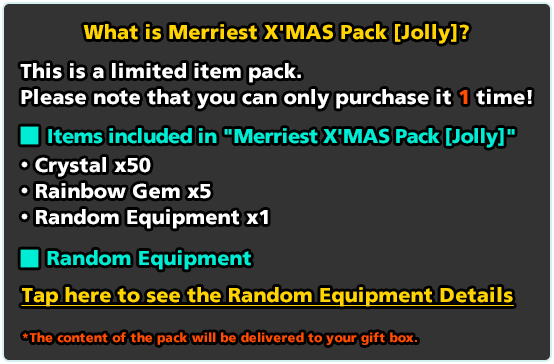 What is Merriest X'MAS Pack [Jolly]?
This is a limited item pack.
Please note that you can only purchase it 1 time!
Items included in "Merriest X'MAS Pack [Jolly]"
• Crystal x50
• Rainbow Gem x5
• Random Equipment x1
Random Equipment
Tap here to see the Random Equipment Details
*The content of the pack will be delivered to your gift box.